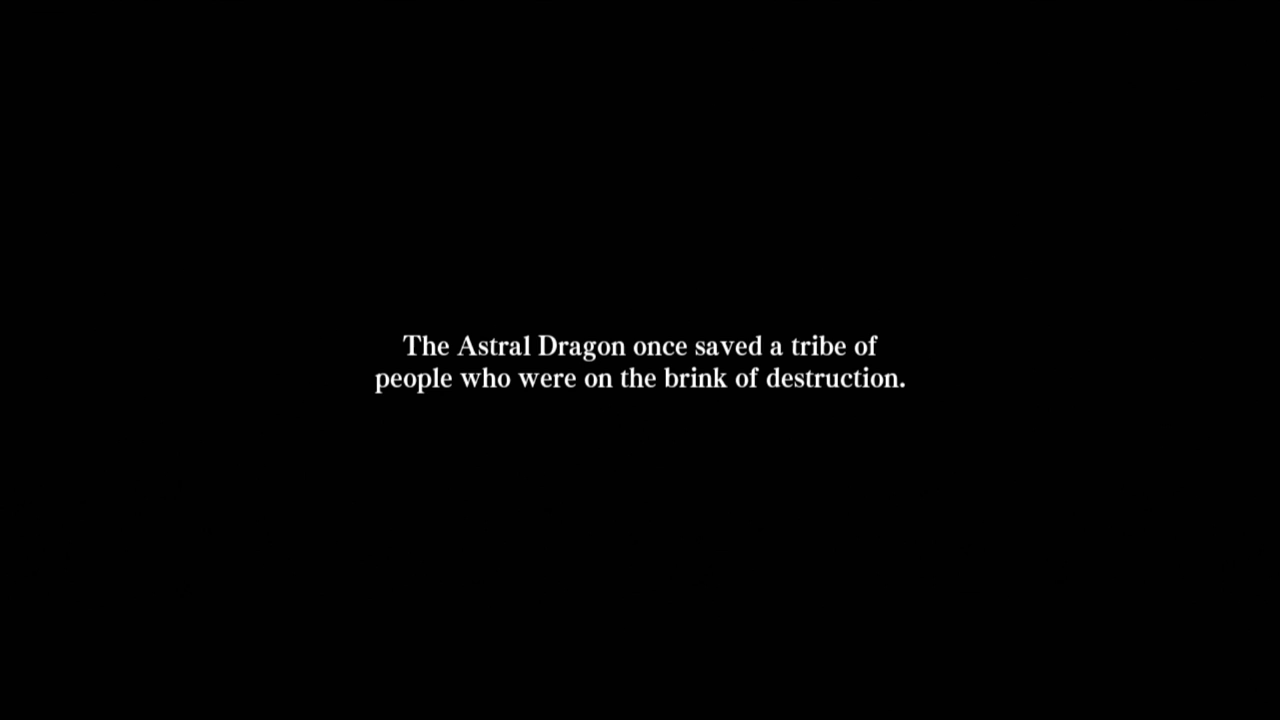 The Astral Dragon once saved a tribe of
people who were on the brink of destruction.